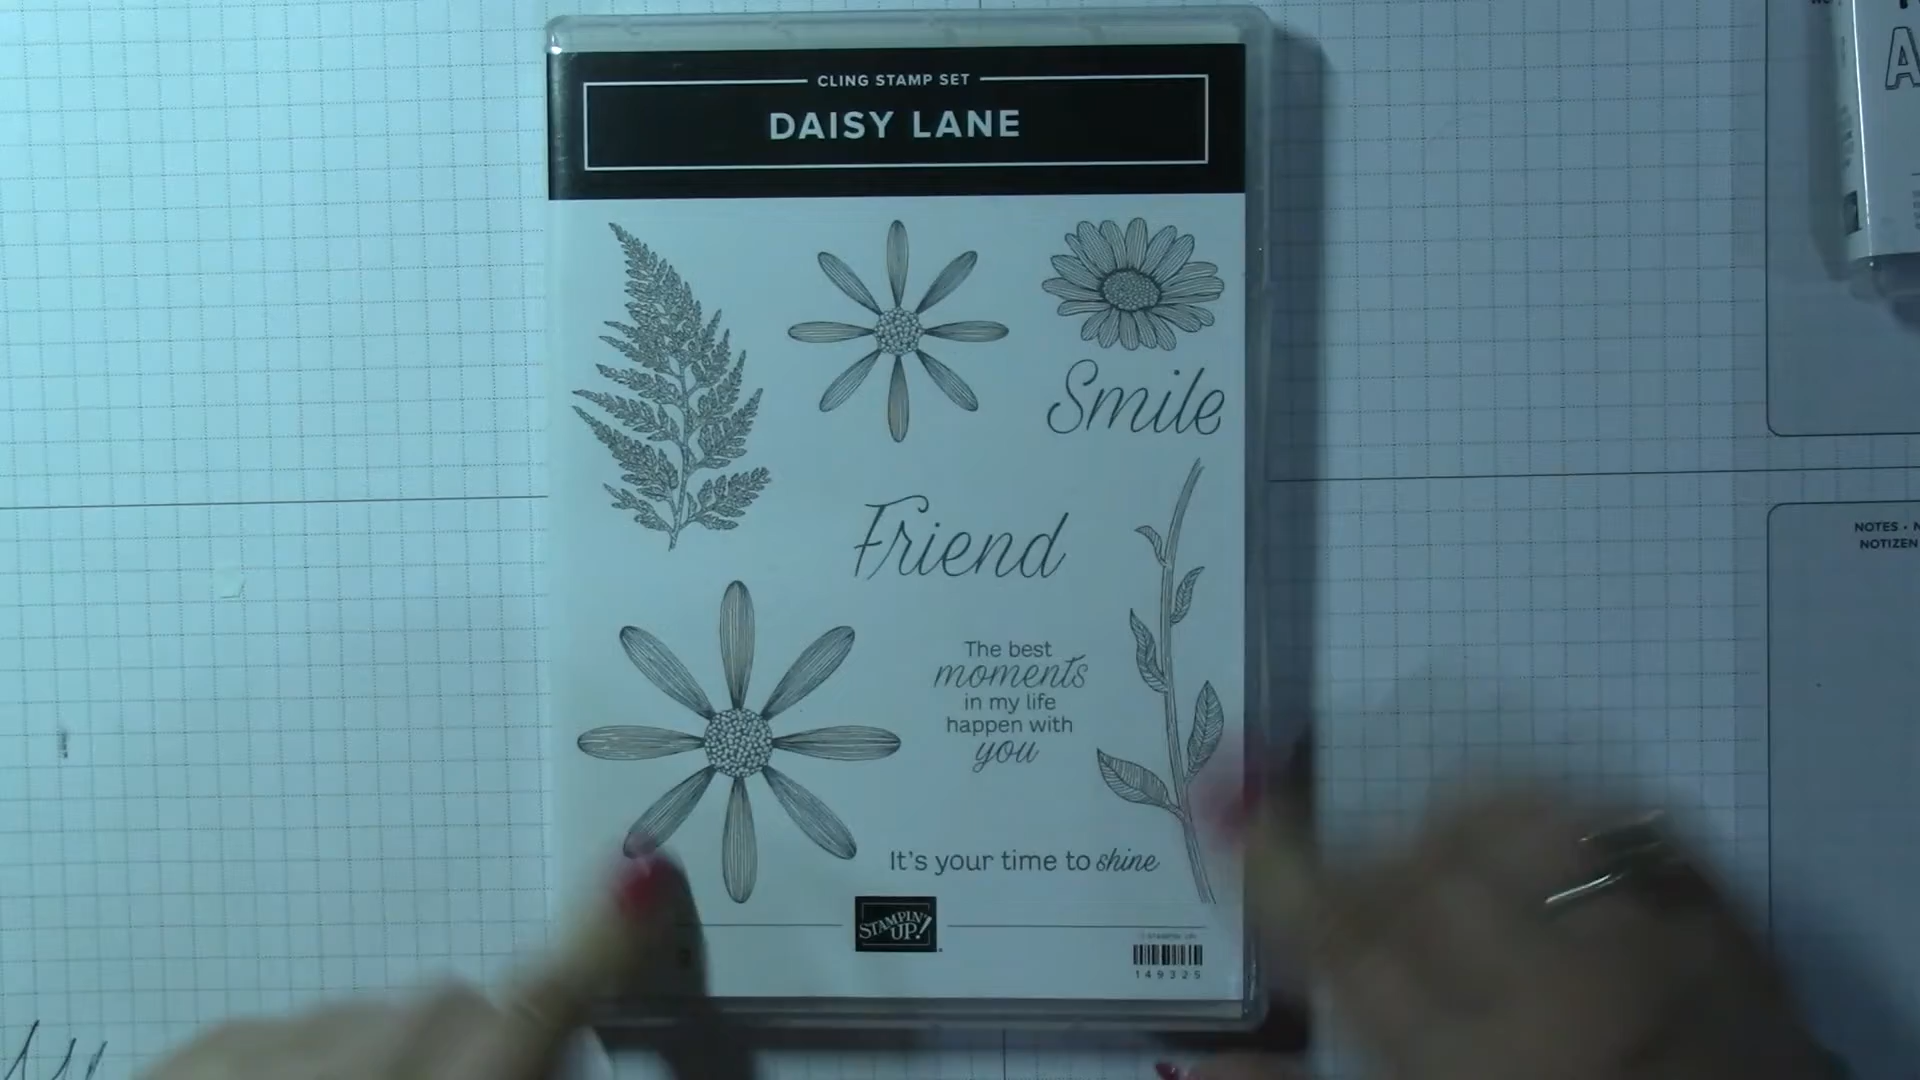 CLING STAMP SET
DAISY LANE
Smile
Friend
The best
moments
in my life
happen with
you
It's your time to shine
STAMPIN' UP!
149325
NOTES •
NOTIZEN